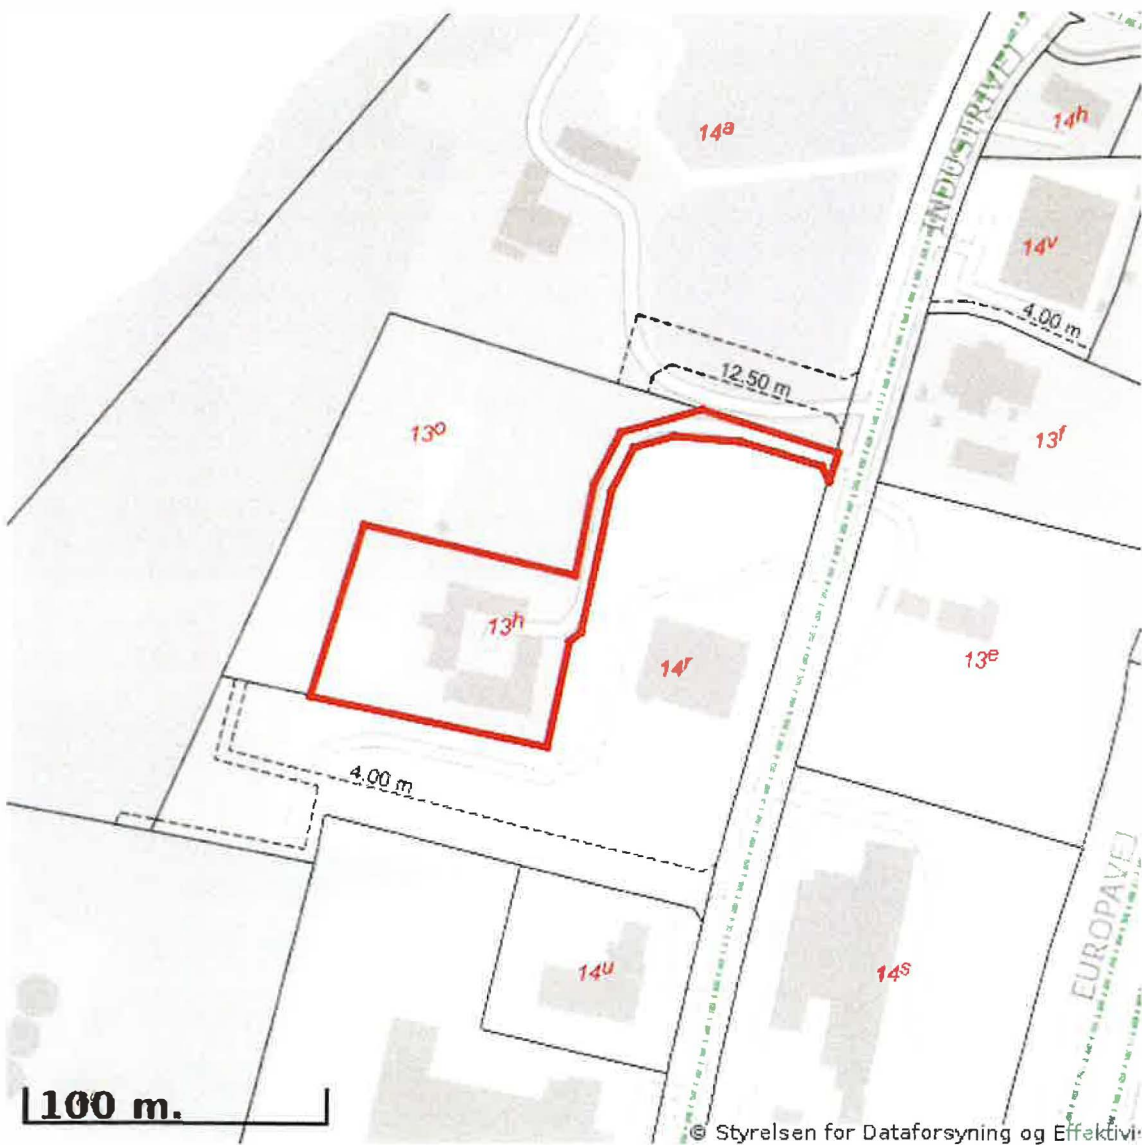 14a
INDUSTRIVEJ
14h
14v
4.00 m
12.50 m
13o
13f
13h
14r
13e
4.00 m
14u
14s
EUROPAVEJ
100 m.
© Styrelsen for Dataforsyning og Effektivi